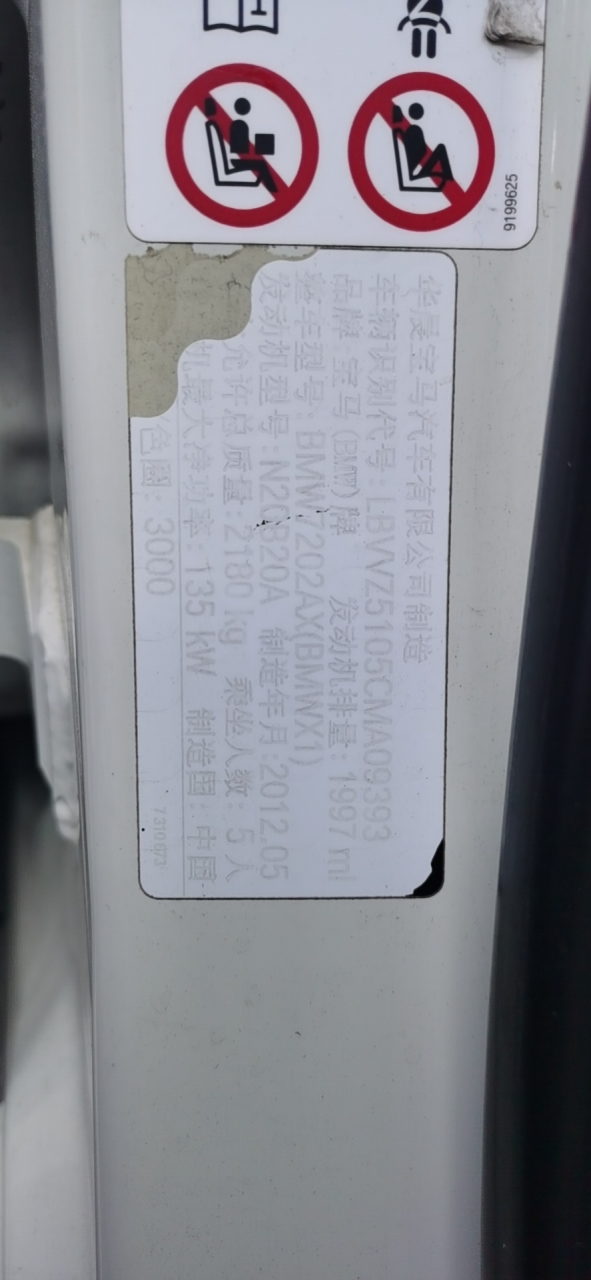 9199625
华晨宝马汽车有限公司制造
车辆识别代号:LBVVZ5105CMA09393
品牌:宝马(BMW)牌 发动机排量:1997 ml
整车型号:BMW7202AX(BMWX1)
发动机型号:N20B20A 制造年月:2012.05
允许总质量:2180 kg 乘坐人数:5人
机最大净功率:135 kW 制造国:中国
色圈:3000
7 310 673